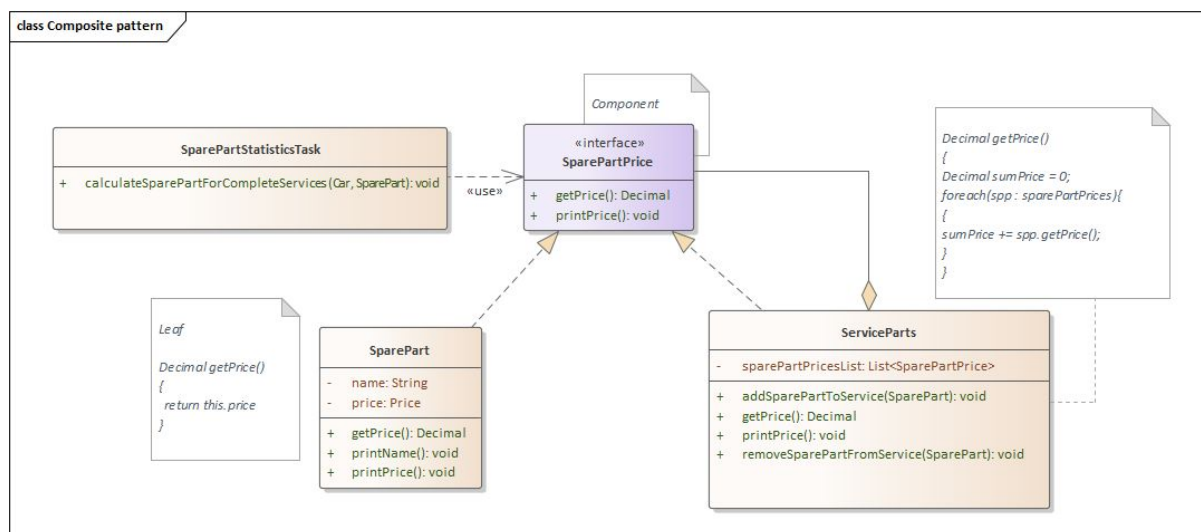 class Composite pattern
Component
SparePartStatisticsTask
+ calculateSparePartForCompleteServices(Car, SparePart): void
«use»
«interface»
SparePartPrice
+ getPrice(): Decimal
+ printPrice(): void
Decimal getPrice()
{
Decimal sumPrice = 0;
foreach(spp : sparePartPrices){
{
sumPrice += spp.getPrice();
}
}
Leaf
Decimal getPrice()
{
return this.price
}
SparePart
- name: String
- price: Price
+ getPrice(): Decimal
+ printName(): void
+ printPrice(): void
ServiceParts
- sparePartPricesList: List<SparePartPrice>
+ addSparePartToService(SparePart): void
+ getPrice(): Decimal
+ printPrice(): void
+ removeSparePartFromService(SparePart): void